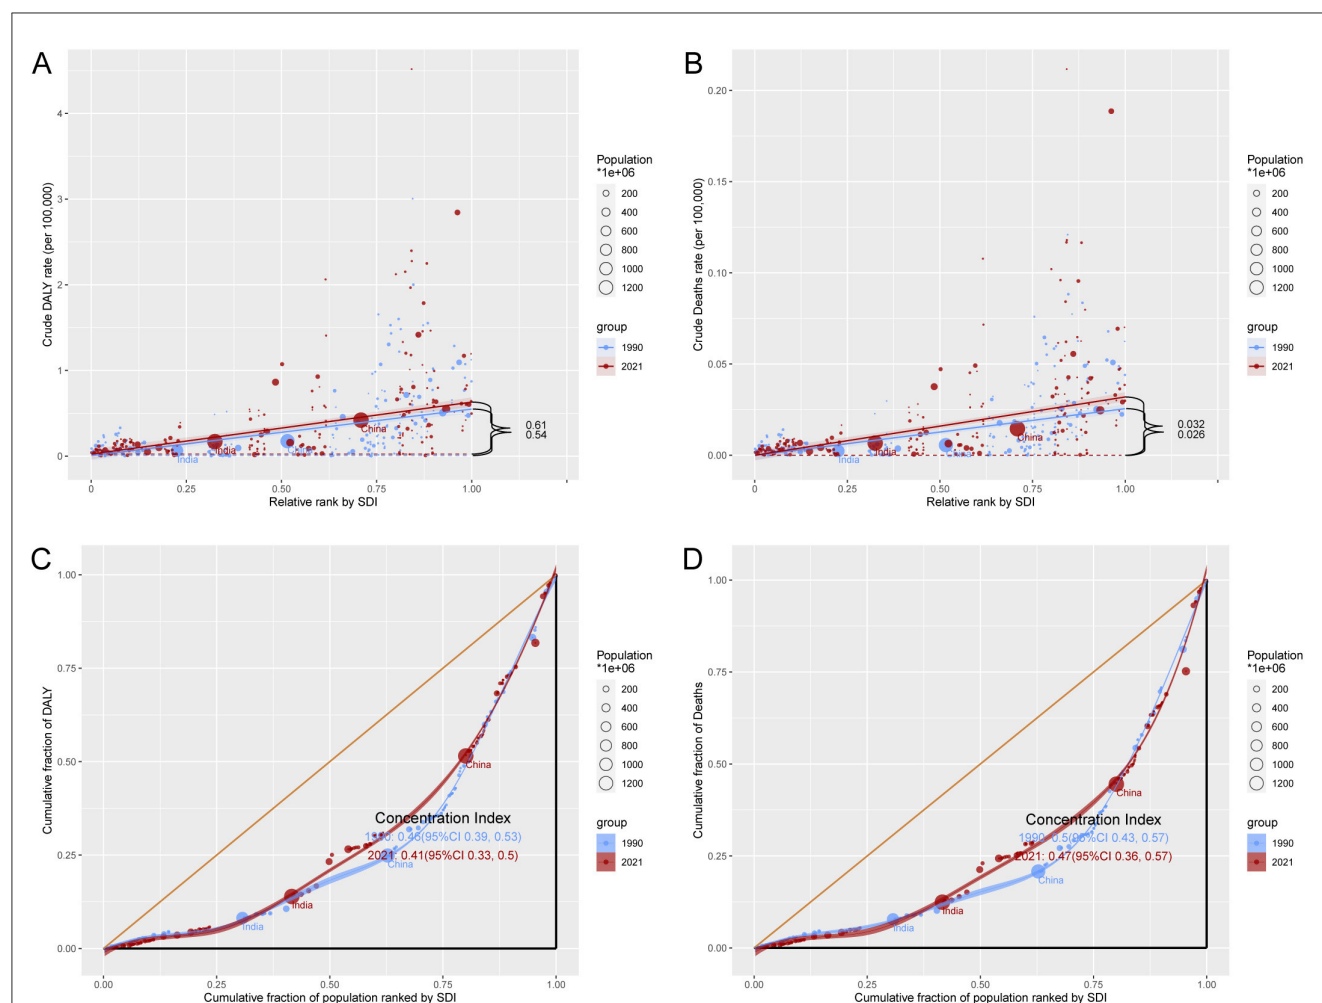 A
4
3
2
1
0
Crude DALY rate (per 100,000)
0
0.25
0.50
0.75
1.00
Relative rank by SDI
India
India
China
China
0.61
0.54
Population
*1e+06
200
400
600
800
1000
1200
group
1990
2021
B
0.20
0.15
0.10
0.05
0.00
Crude Deaths rate (per 100,000)
0
0.25
0.50
0.75
1.00
Relative rank by SDI
India
India
China
China
0.032
0.026
Population
*1e+06
200
400
600
800
1000
1200
group
1990
2021
C
1.00
0.75
0.50
0.25
0.00
Cumulative fraction of DALY
0.00
0.25
0.50
0.75
1.00
Cumulative fraction of population ranked by SDI
China
Concentration Index
0.39, 0.53)
2021: 0.41(95%CI 0.33, 0.5)
China
India
India
Population
*1e+06
200
400
600
800
1000
1200
group
1990
2021
D
1.00
0.75
0.50
0.25
0.00
Cumulative fraction of Deaths
0.00
0.25
0.50
0.75
1.00
Cumulative fraction of population ranked by SDI
China
Concentration Index
0.43, 0.57)
2021: 0.47(95%CI 0.36, 0.57)
China
India
India
Population
*1e+06
200
400
600
800
1000
1200
group
1990
2021